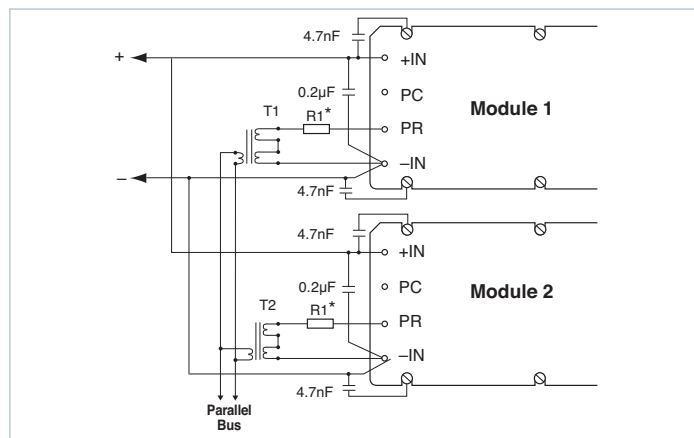 4.7nF
+
+IN
0.2µF
PC
Module 1
T1
R1*
PR
–
–IN
4.7nF
4.7nF
+IN
0.2µF
PC
Module 2
T2
R1*
PR
–IN
4.7nF
Parallel
Bus